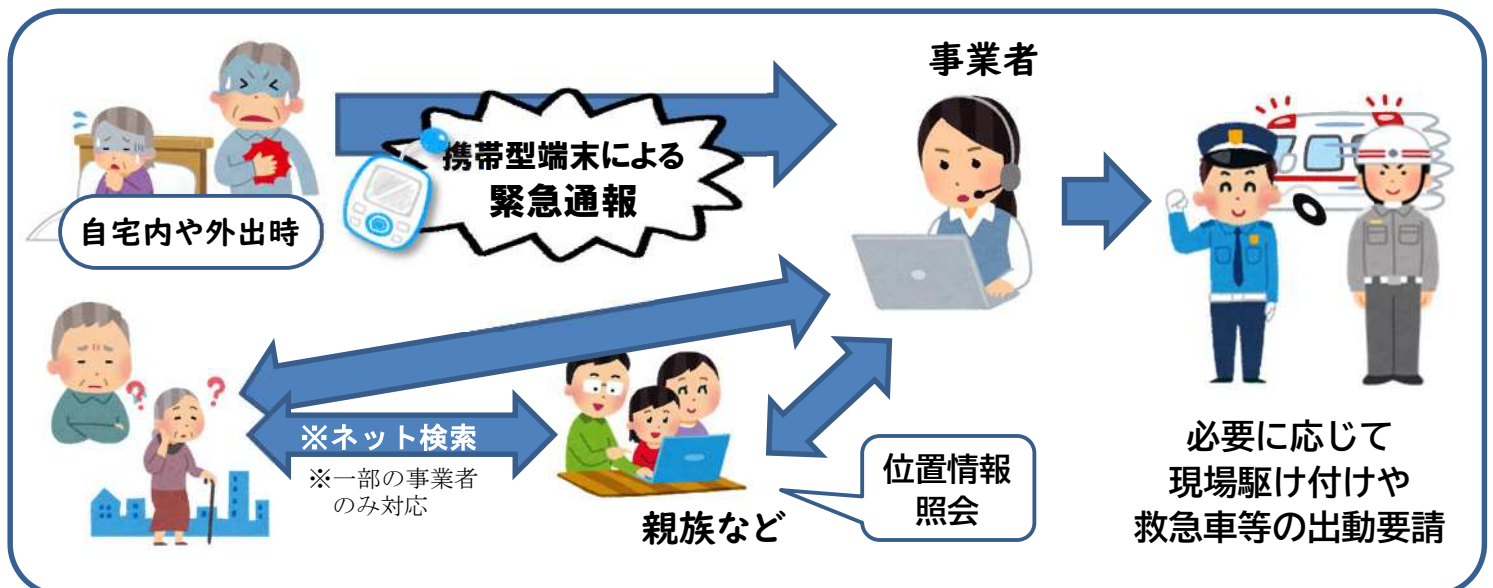 事業者
携帯型端末による
緊急通報
自宅内や外出時
?
?
※ネット検索
※一部の事業者
のみ対応
親族など
位置情報
照会
必要に応じて
現場駆け付けや
救急車等の出動要請